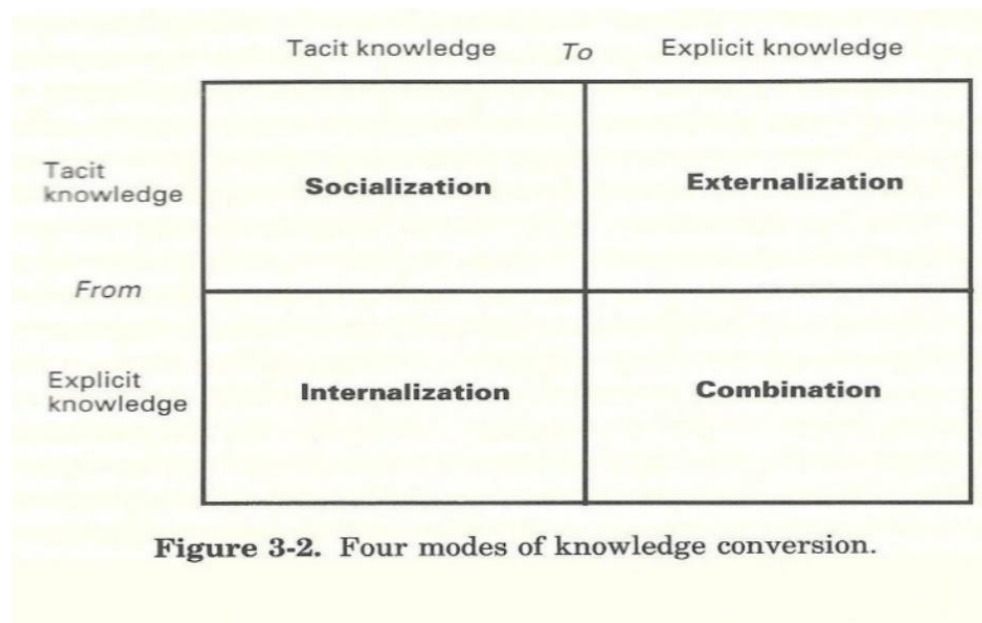 Tacit knowledge To Explicit knowledge
Tacit
knowledge
Socialization
Externalization
From
Explicit
knowledge
Internalization
Combination
Figure 3-2. Four modes of knowledge conversion.